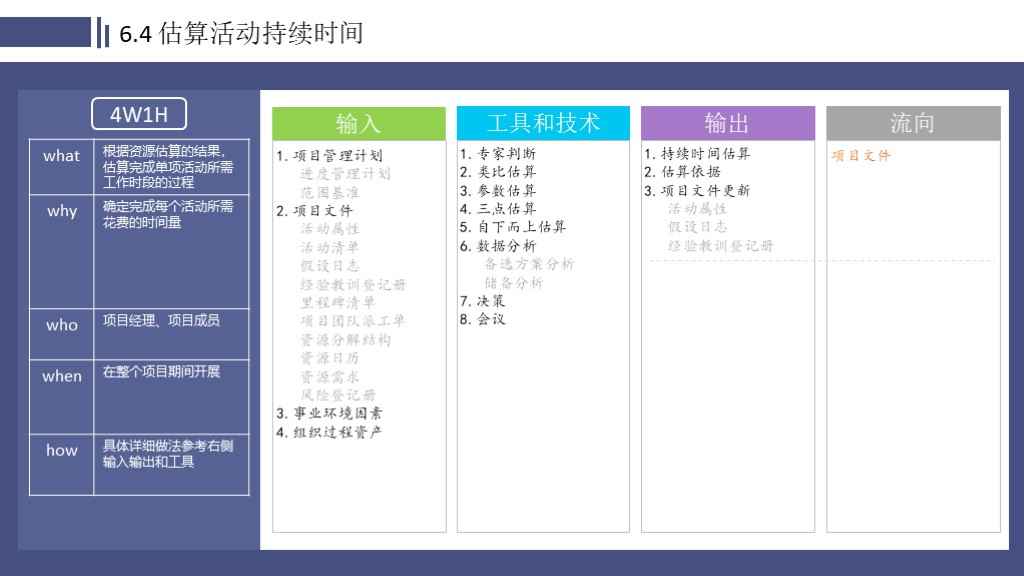 6.4 估算活动持续时间
4W1H
what
根据资源估算的结果,
估算完成单项活动所需
工作时段的过程
why
确定完成每个活动所需
花费的时间量
who
项目经理、项目成员
when
在整个项目期间开展
how
具体详细做法参考右侧
输入输出和工具
输入
1. 项目管理计划
进度管理计划
范围基准
2. 项目文件
活动属性
活动清单
假设日志
经验教训登记册
里程碑清单
项目团队派工单
资源分解结构
资源日历
资源需求
风险登记册
3. 事业环境因素
4. 组织过程资产
工具和技术
1. 专家判断
2. 类比估算
3. 参数估算
4. 三点估算
5. 自下而上估算
6. 数据分析
备选方案分析
储备分析
7. 决策
8. 会议
输出
1. 持续时间估算
2. 估算依据
3. 项目文件更新
活动属性
假设日志
经验教训登记册
流向
项目文件